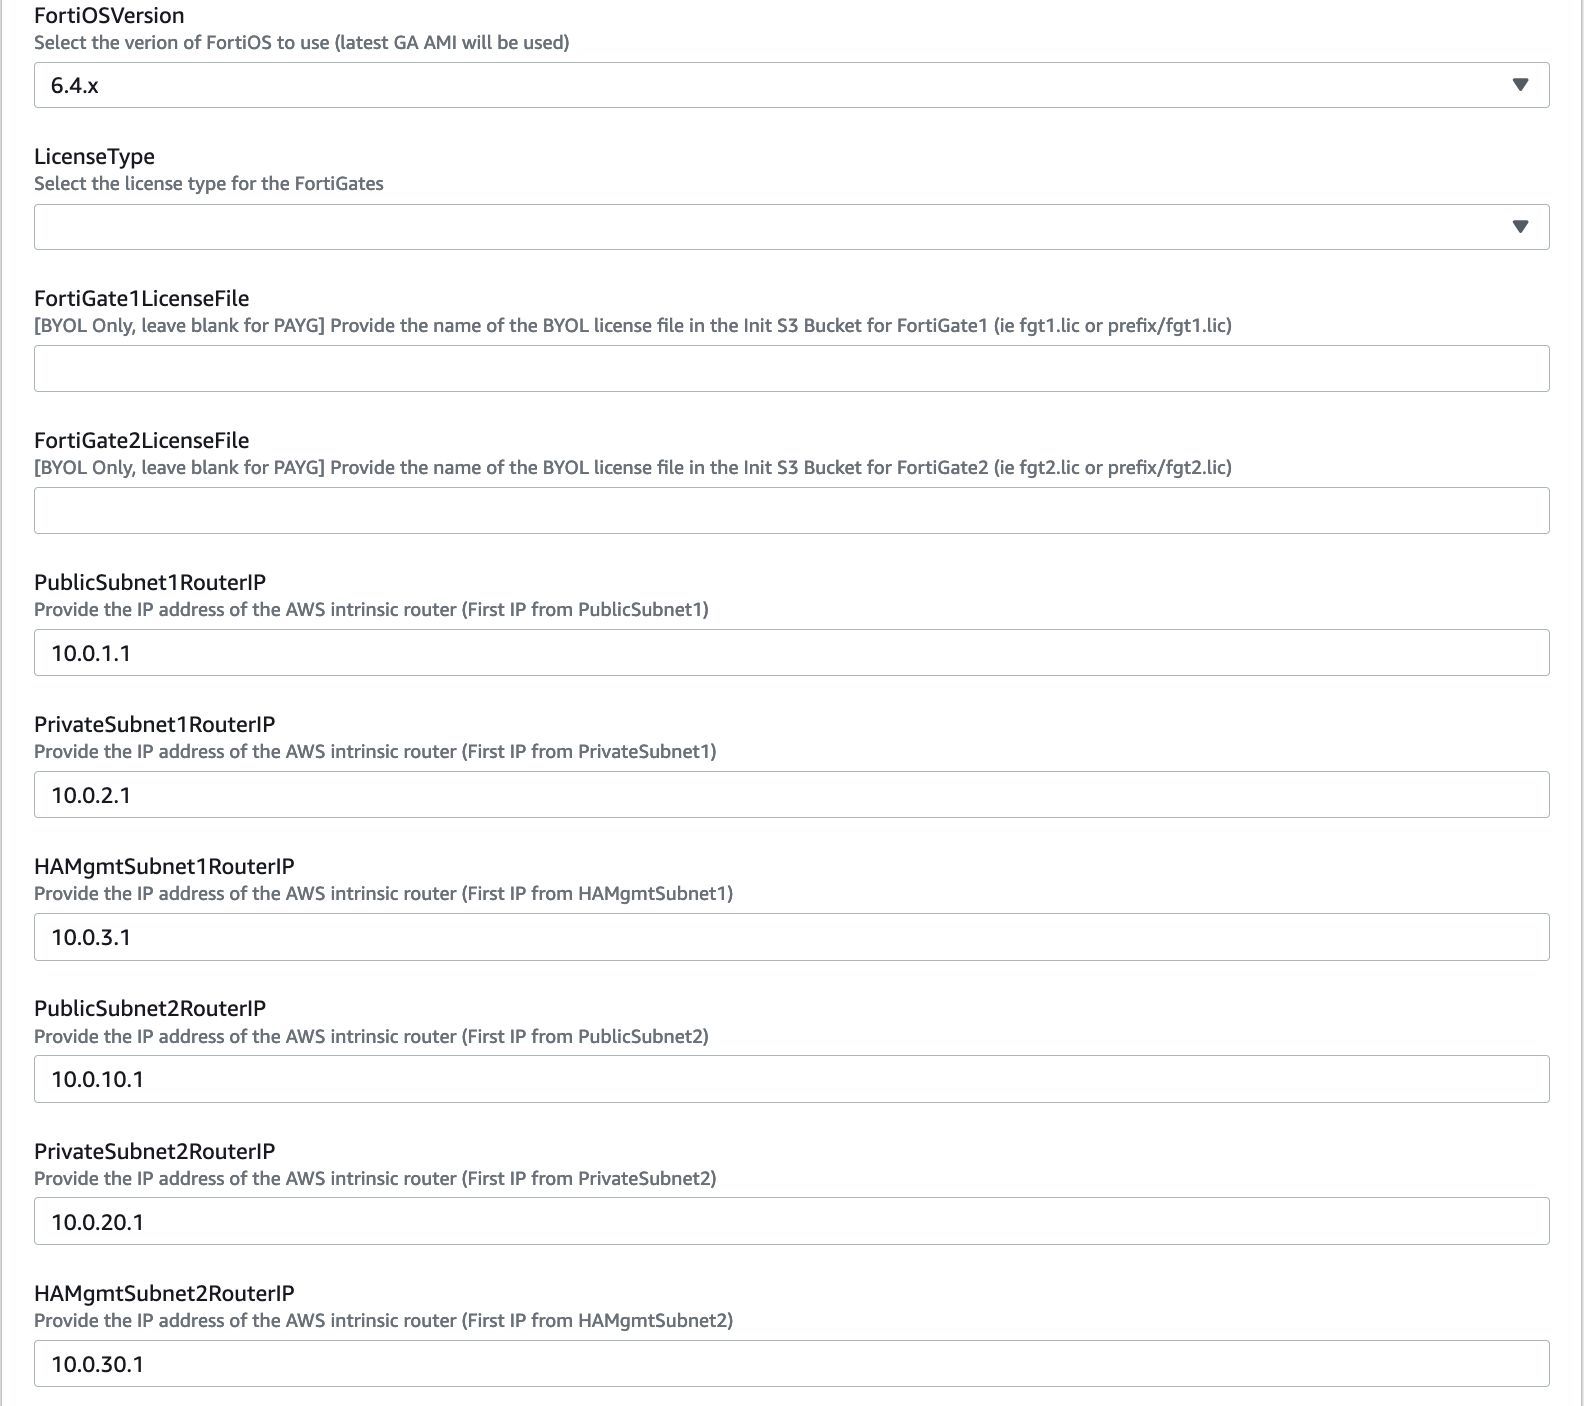 FortiOSVersion
Select the verion of FortiOS to use (latest GA AMI will be used)
6.4.x
LicenseType
Select the license type for the FortiGates
FortiGate1LicenseFile
[BYOL Only, leave blank for PAYG] Provide the name of the BYOL license file in the Init S3 Bucket for FortiGate1 (ie fgt1.lic or prefix/fgt1.lic)
FortiGate2LicenseFile
[BYOL Only, leave blank for PAYG] Provide the name of the BYOL license file in the Init S3 Bucket for FortiGate2 (ie fgt2.lic or prefix/fgt2.lic)
PublicSubnet1RouterIP
Provide the IP address of the AWS intrinsic router (First IP from PublicSubnet1)
10.0.1.1
PrivateSubnet1RouterIP
Provide the IP address of the AWS intrinsic router (First IP from PrivateSubnet1)
10.0.2.1
HAMgmtSubnet1RouterIP
Provide the IP address of the AWS intrinsic router (First IP from HAMgmtSubnet1)
10.0.3.1
PublicSubnet2RouterIP
Provide the IP address of the AWS intrinsic router (First IP from PublicSubnet2)
10.0.10.1
PrivateSubnet2RouterIP
Provide the IP address of the AWS intrinsic router (First IP from PrivateSubnet2)
10.0.20.1
HAMgmtSubnet2RouterIP
Provide the IP address of the AWS intrinsic router (First IP from HAMgmtSubnet2)
10.0.30.1